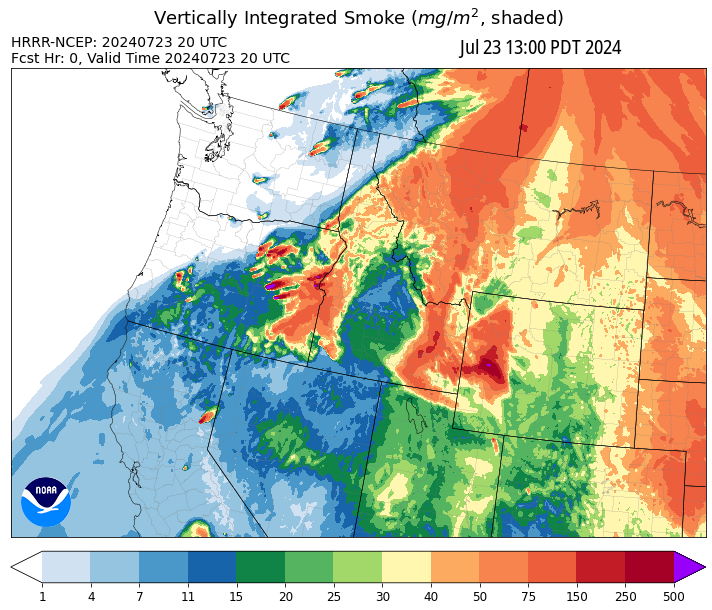 Vertically Integrated Smoke (mg/m², shaded)
HRRR-NCEP: 20240723 20 UTC
Jul 23 13:00 PDT 2024
Fcst Hr: 0, Valid Time 20240723 20 UTC
NOAA
1 4 7 11 15 20 25 30 40 50 75 150 250 500